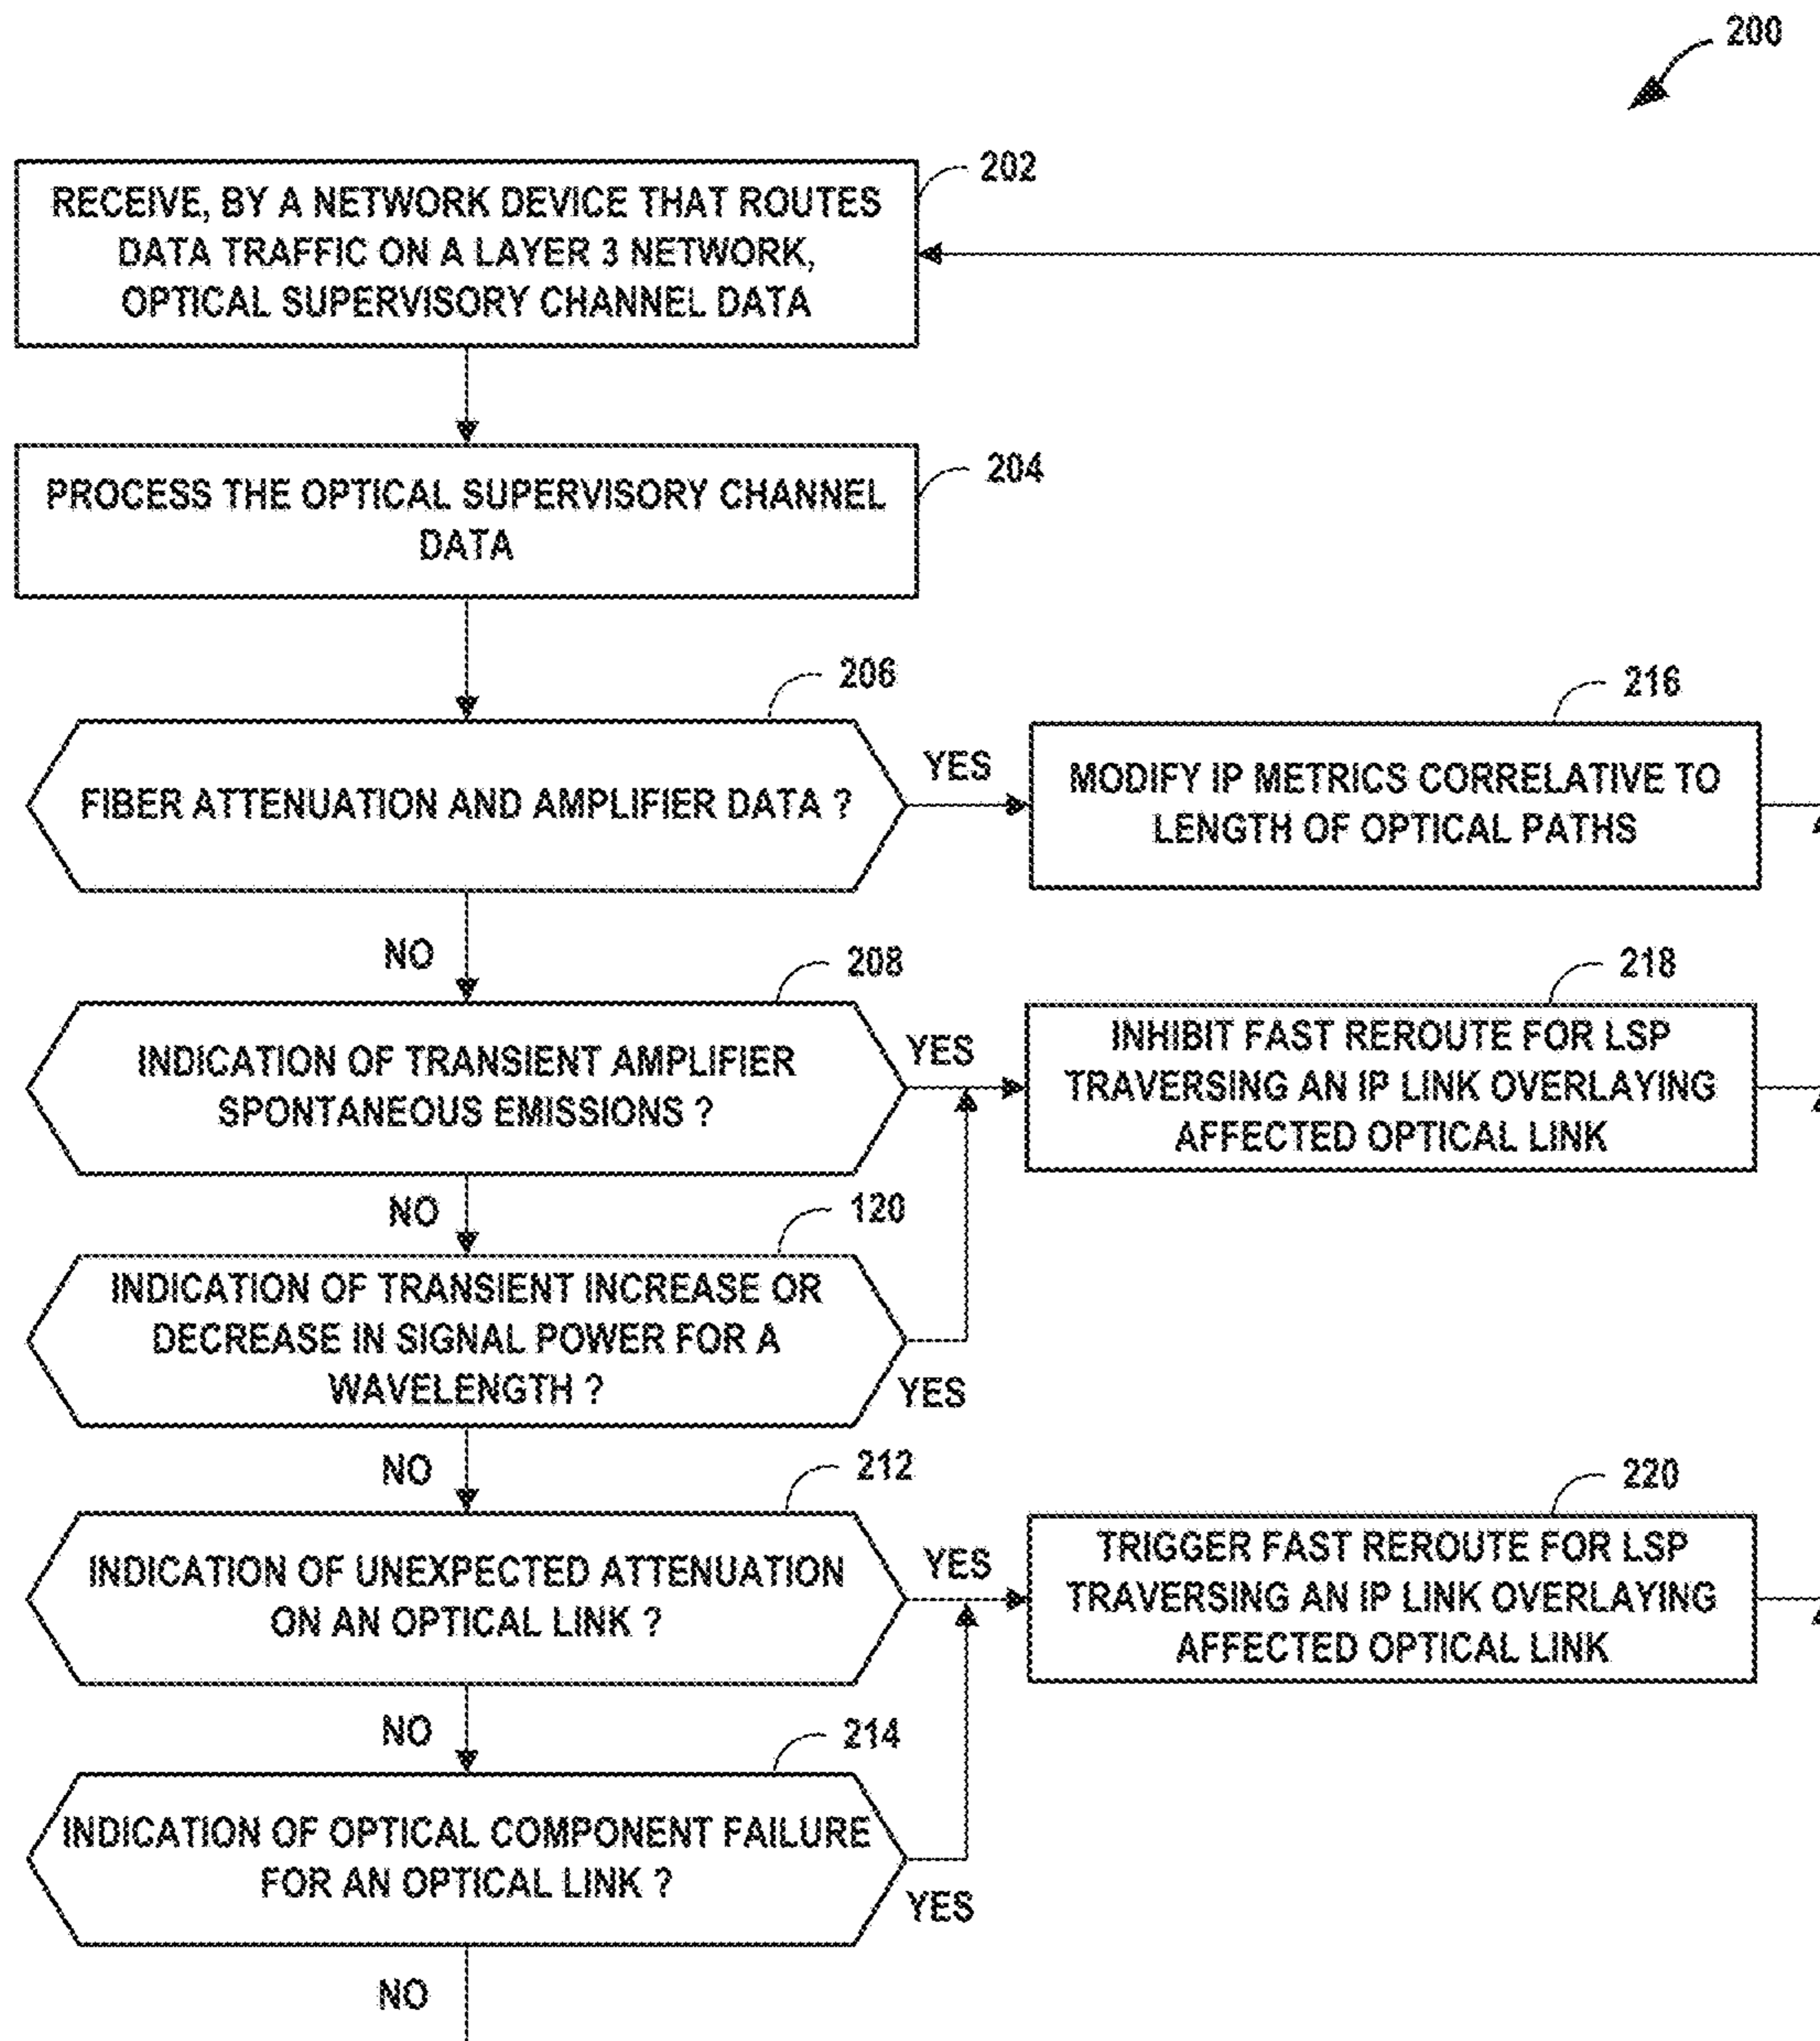 200
202
RECEIVE, BY A NETWORK DEVICE THAT ROUTES
DATA TRAFFIC ON A LAYER 3 NETWORK,
OPTICAL SUPERVISORY CHANNEL DATA
204
PROCESS THE OPTICAL SUPERVISORY CHANNEL
DATA
206
FIBER ATTENUATION AND AMPLIFIER DATA ?
YES
216
MODIFY IP METRICS CORRELATIVE TO
LENGTH OF OPTICAL PATHS
NO
208
INDICATION OF TRANSIENT AMPLIFIER
SPONTANEOUS EMISSIONS ?
YES
218
INHIBIT FAST REROUTE FOR LSP
TRAVERSING AN IP LINK OVERLAYING
AFFECTED OPTICAL LINK
NO
120
INDICATION OF TRANSIENT INCREASE OR
DECREASE IN SIGNAL POWER FOR A
WAVELENGTH ?
YES
NO
212
INDICATION OF UNEXPECTED ATTENUATION
ON AN OPTICAL LINK ?
YES
220
TRIGGER FAST REROUTE FOR LSP
TRAVERSING AN IP LINK OVERLAYING
AFFECTED OPTICAL LINK
NO
214
INDICATION OF OPTICAL COMPONENT FAILURE
FOR AN OPTICAL LINK ?
YES
NO